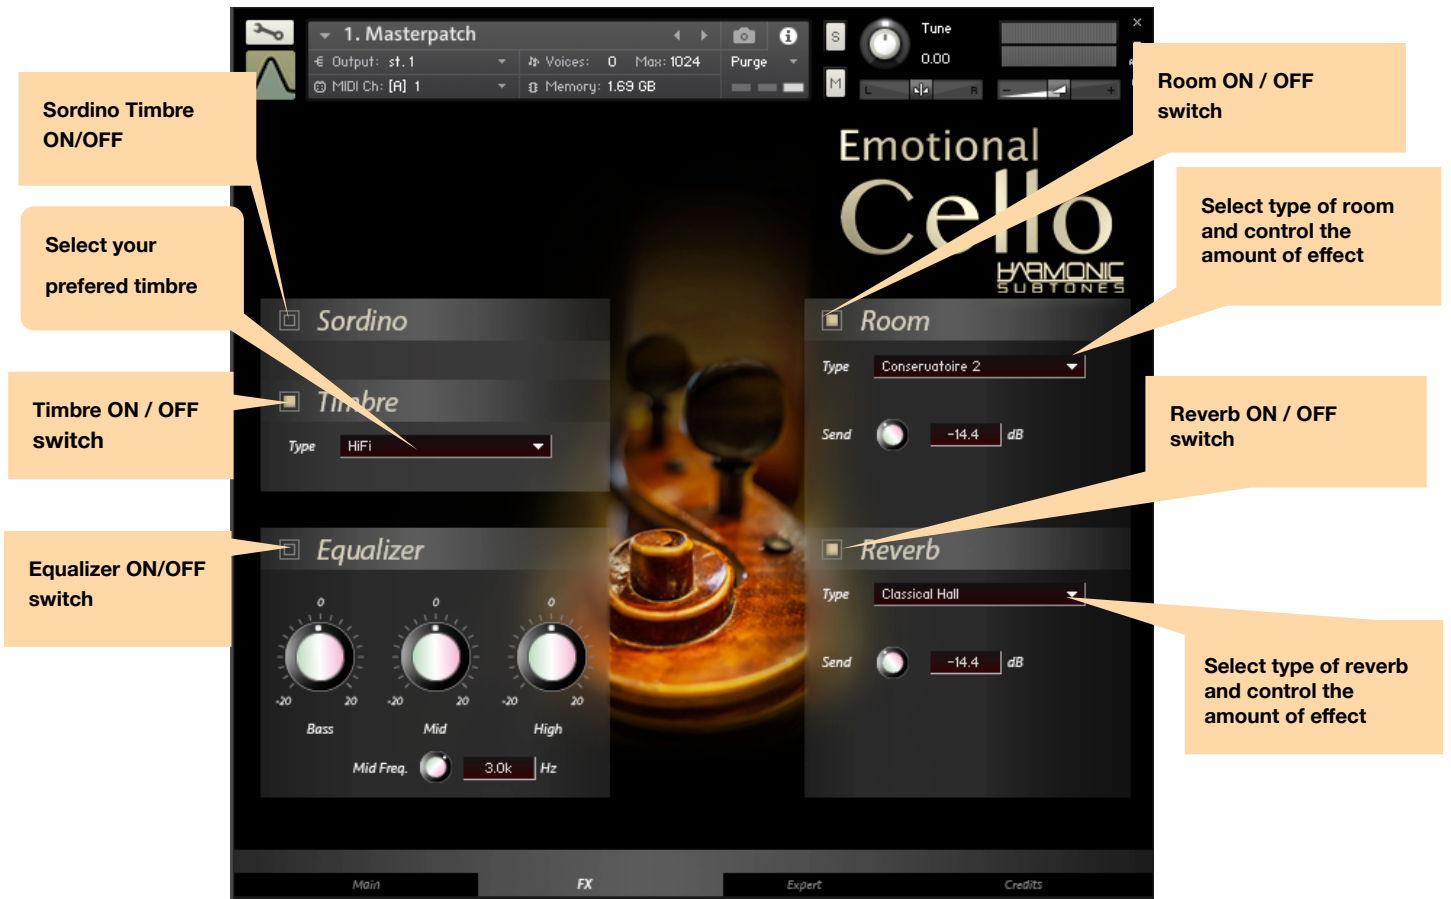 1. Masterpatch
Output: st.1
Voices: 0 Max: 1024
Purge
MIDI Ch: [A] 1
Memory: 1.69 GB
S
M
Tune
0.00
L
R
-
+
×
Emotional
Cello
HARMONIC
SUBTONES
Sordino Timbre
ON/OFF
Select your
prefered timbre
Timbre ON / OFF
switch
Equalizer ON/OFF
switch
Room ON / OFF
switch
Select type of room
and control the
amount of effect
Reverb ON / OFF
switch
Select type of reverb
and control the
amount of effect
Sordino
Timbre
Type HiFi
Equalizer
0 0 0
-20 20 -20 20 -20 20
Bass Mid High
Mid Freq. 3.0k Hz
Room
Type Conservatoire 2
Send -14.4 dB
Reverb
Type Classical Hall
Send -14.4 dB
Main FX Expert Credits